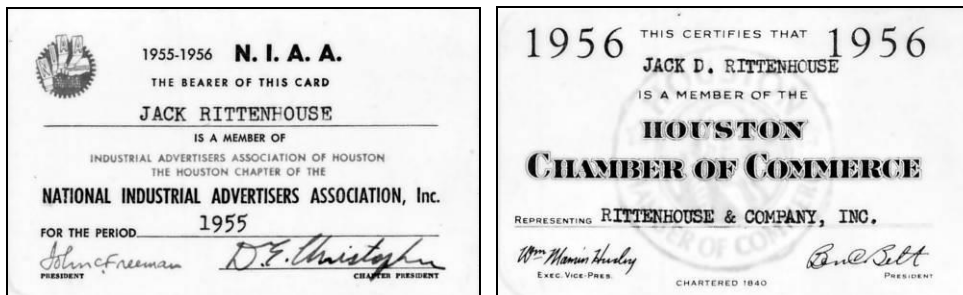 1955-1956 N. I. A. A.
THE BEARER OF THIS CARD
JACK RITTENHOUSE
IS A MEMBER OF
INDUSTRIAL ADVERTISERS ASSOCIATION OF HOUSTON
THE HOUSTON CHAPTER OF THE
NATIONAL INDUSTRIAL ADVERTISERS ASSOCIATION, Inc.
FOR THE PERIOD 1955
John C Freeman D. E. Christopher
PRESIDENT CHAPTER PRESIDENT
1956 THIS CERTIFIES THAT 1956
JACK D. RITTENHOUSE
IS A MEMBER OF THE
HOUSTON
CHAMBER OF COMMERCE
REPRESENTING RITTENHOUSE & COMPANY, INC.
Wm Ben C Belt
EXEC. VICE-PRES. PRESIDENT
CHARTERED 1840